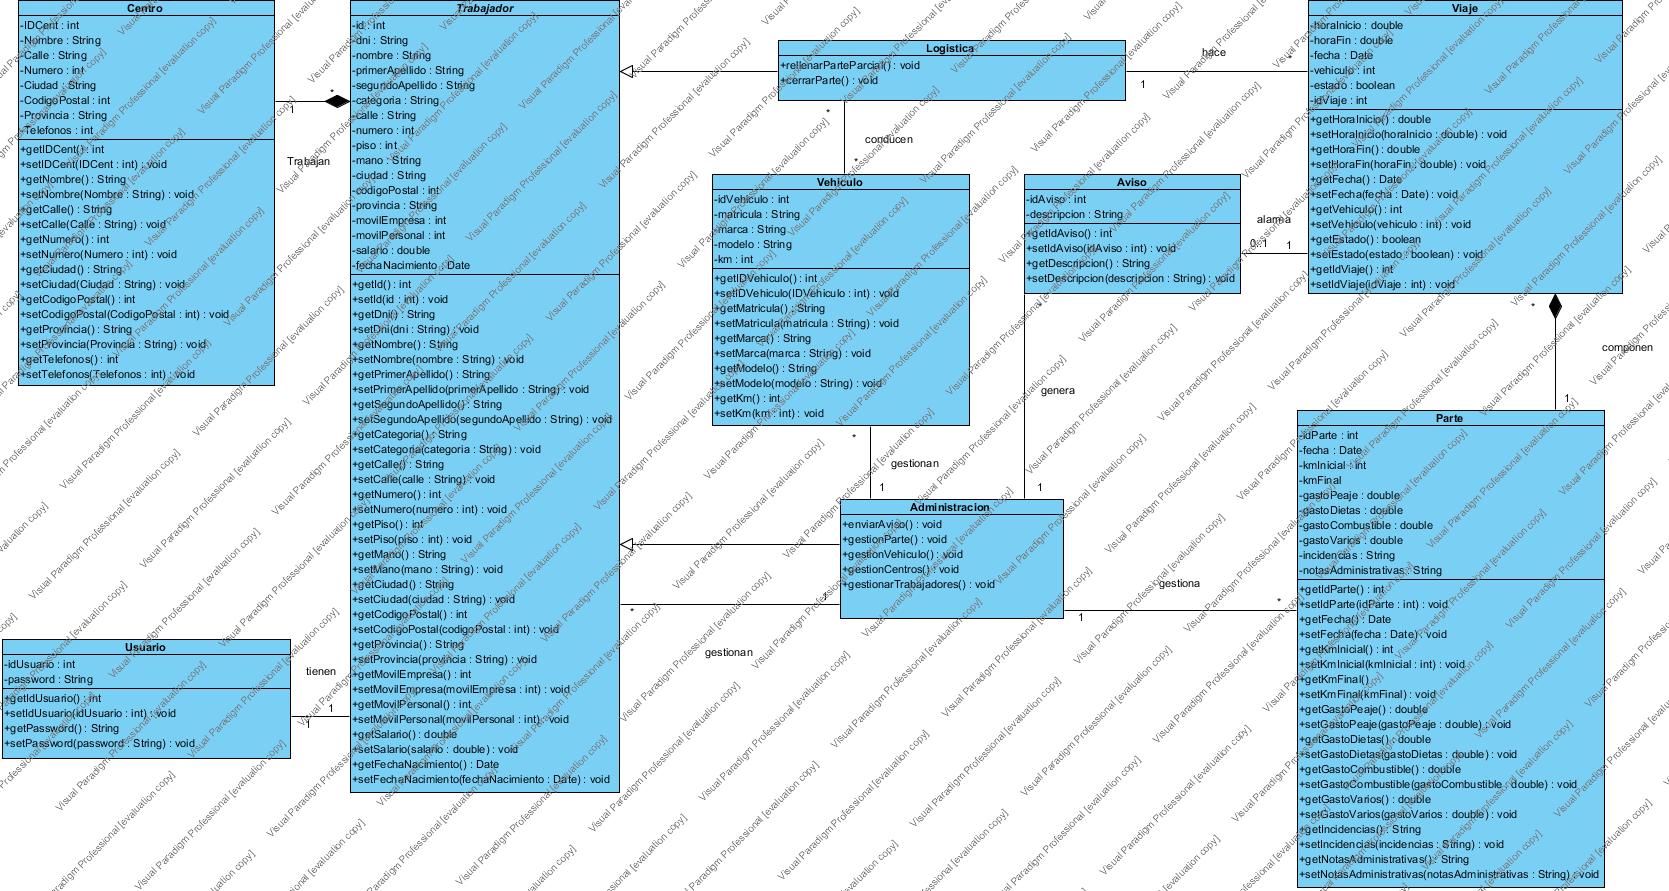 Centro
-IDCent : int
-Nombre : String
-Calle : String
-Numero : int
-Ciudad : String
-CodigoPostal : int
-Provincia : String
-Telefonos : int
+getIDCent() : int
+setIDCent(IDCent : int) : void
+getNombre() : String
+setNombre(Nombre : String) : void
+getCalle() : String
+setCalle(Calle : String) : void
+getNumero() : int
+setNumero(Numero : int) : void
+getCiudad() : String
+setCiudad(Ciudad : String) : void
+getCodigoPostal() : int
+setCodigoPostal(CodigoPostal : int) : void
+getProvincia() : String
+setProvincia(Provincia : String) : void
+getTelefonos() : int
+setTelefonos(Telefonos : int) : void
1
*
Trabajan
Trabajador
-id : int
-dni : String
-nombre : String
-primerApellido : String
-segundoApellido : String
-categoria : String
-calle : String
-numero : int
-piso : int
-mano : String
-ciudad : String
-codigoPostal : int
-provincia : String
-movilEmpresa : int
-movilPersonal : int
-salario : double
-fechaNacimiento : Date
+getId() : int
+setId(id : int) : void
+getDni() : String
+setDni(dni : String) : void
+getNombre() : String
+setNombre(nombre : String) : void
+getPrimerApellido() : String
+setPrimerApellido(primerApellido : String) : void
+getSegundoApellido() : String
+setSegundoApellido(segundoApellido : String) : void
+getCategoria() : String
+setCategoria(categoria : String) : void
+getCalle() : String
+setCalle(calle : String) : void
+getNumero() : int
+setNumero(numero : int) : void
+getPiso() : int
+setPiso(piso : int) : void
+getMano() : String
+setMano(mano : String) : void
+getCiudad() : String
+setCiudad(ciudad : String) : void
+getCodigoPostal() : int
+setCodigoPostal(codigoPostal : int) : void
+getProvincia() : String
+setProvincia(provincia : String) : void
+getMovilEmpresa() : int
+setMovilEmpresa(movilEmpresa : int) : void
+getMovilPersonal() : int
+setMovilPersonal(movilPersonal : int) : void
+getSalario() : double
+setSalario(salario : double) : void
+getFechaNacimiento() : Date
+setFechaNacimiento(fechaNacimiento : Date) : void
Usuario
-idUsuario : int
-password : String
+getIdUsuario() : int
+setIdUsuario(idUsuario : int) : void
+getPassword() : String
+setPassword(password : String) : void
tienen
1
1
Logistica
+rellenarParteParcial() : void
+cerrarParte() : void
hace
1
*
*
conducen
*
Vehiculo
-idVehiculo : int
-matricula : String
-marca : String
-modelo : String
-km : int
+getIDVehiculo() : int
+setIDVehiculo(IDVehiculo : int) : void
+getMatricula() : String
+setMatricula(matricula : String) : void
+getMarca() : String
+setMarca(marca : String) : void
+getModelo() : String
+setModelo(modelo : String) : void
+getKm() : int
+setKm(km : int) : void
*
gestionan
1
Aviso
-idAviso : int
-descripcion : String
+getIdAviso() : int
+setIdAviso(idAviso : int) : void
+getDescripcion() : String
+setDescripcion(descripcion : String) : void
alarma
0..1
1
*
genera
1
Administracion
+enviarAviso() : void
+gestionParte() : void
+gestionVehiculo() : void
+gestionCentros() : void
+gestionarTrabajadores() : void
*
1
gestionan
gestiona
1
*
Viaje
-horaInicio : double
-horaFin : double
-fecha : Date
-vehiculo : int
-estado : boolean
-idViaje : int
+getHoraInicio() : double
+setHoraInicio(horaInicio : double) : void
+getHoraFin() : double
+setHoraFin(horaFin : double) : void
+getFecha() : Date
+setFecha(fecha : Date) : void
+getVehiculo() : int
+setVehiculo(vehiculo : int) : void
+getEstado() : boolean
+setEstado(estado : boolean) : void
+getIdViaje() : int
+setIdViaje(idViaje : int) : void
*
componen
1
Parte
-idParte : int
-fecha : Date
-kmInicial : int
-kmFinal
-gastoPeaje : double
-gastoDietas : double
-gastoCombustible : double
-gastoVarios : double
-incidencias : String
-notasAdministrativas : String
+getIdParte() : int
+setIdParte(idParte : int) : void
+getFecha() : Date
+setFecha(fecha : Date) : void
+getKmInicial() : int
+setKmInicial(kmInicial : int) : void
+getKmFinal()
+setKmFinal(kmFinal) : void
+getGastoPeaje() : double
+setGastoPeaje(gastoPeaje : double) : void
+getGastoDietas() : double
+setGastoDietas(gastoDietas : double) : void
+getGastoCombustible() : double
+setGastoCombustible(gastoCombustible : double) : void
+getGastoVarios() : double
+setGastoVarios(gastoVarios : double) : void
+getIncidencias() : String
+setIncidencias(incidencias : String) : void
+getNotasAdministrativas() : String
+setNotasAdministrativas(notasAdministrativas : String) : void
Visual Paradigm Professional [evaluation copy]